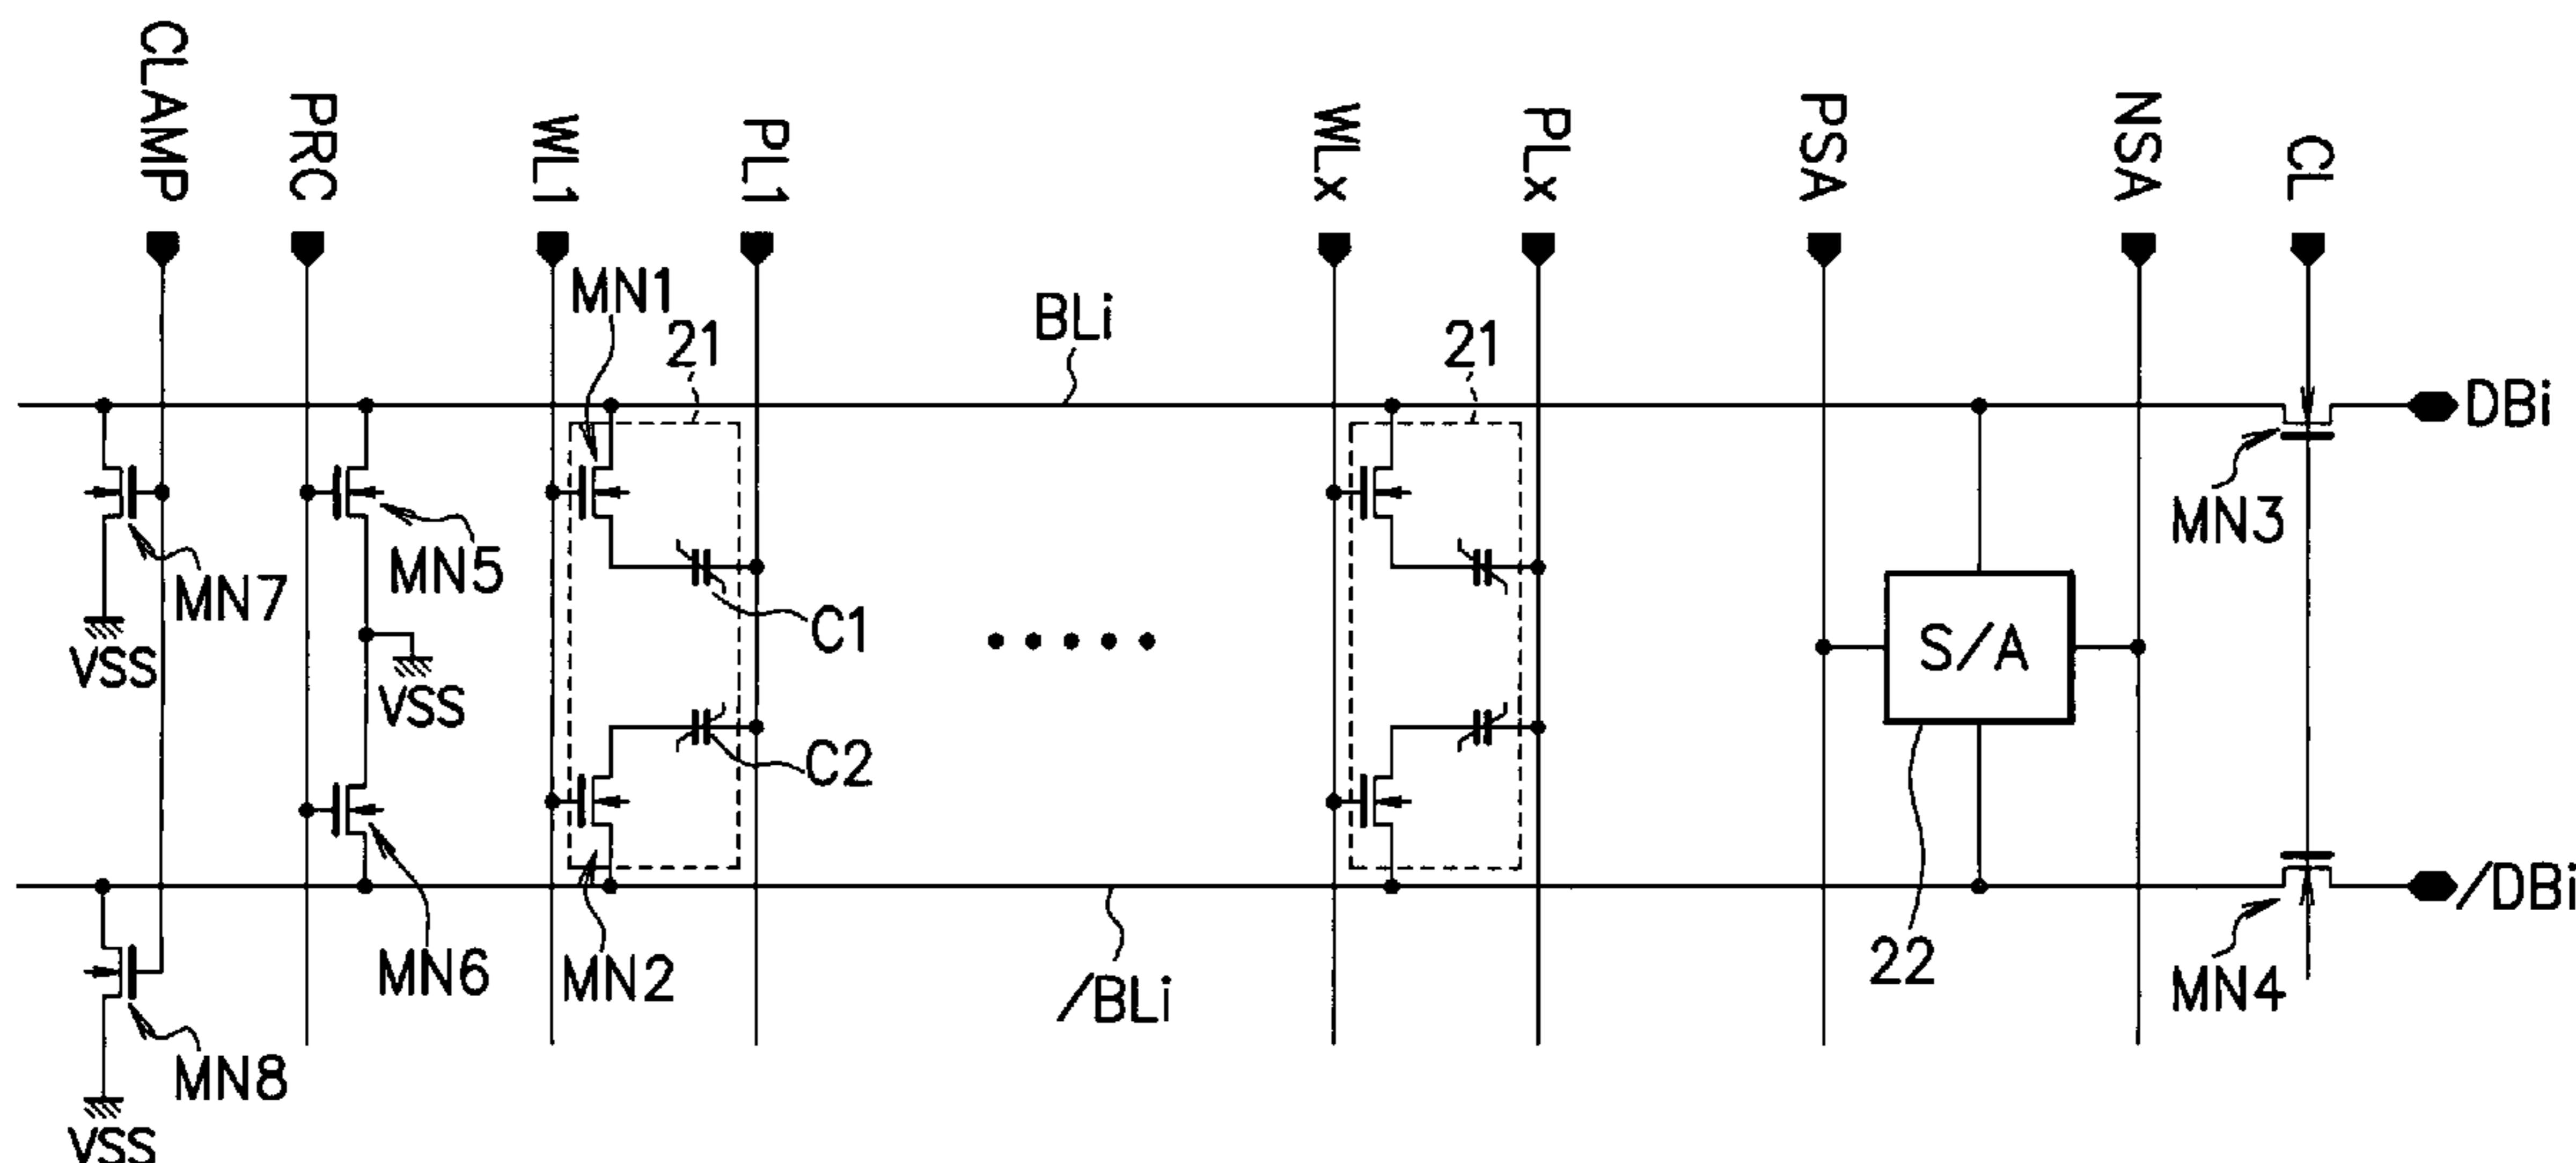 CLAMP
PRC
WL1
PL1
WLx
PLx
PSA
NSA
CL
MN1
21
BLi
21
DBi
MN3
MN7
MN5
C1
VSS
VSS
S/A
C2
MN6
MN2
/BLi
22
MN4
/DBi
MN8
VSS